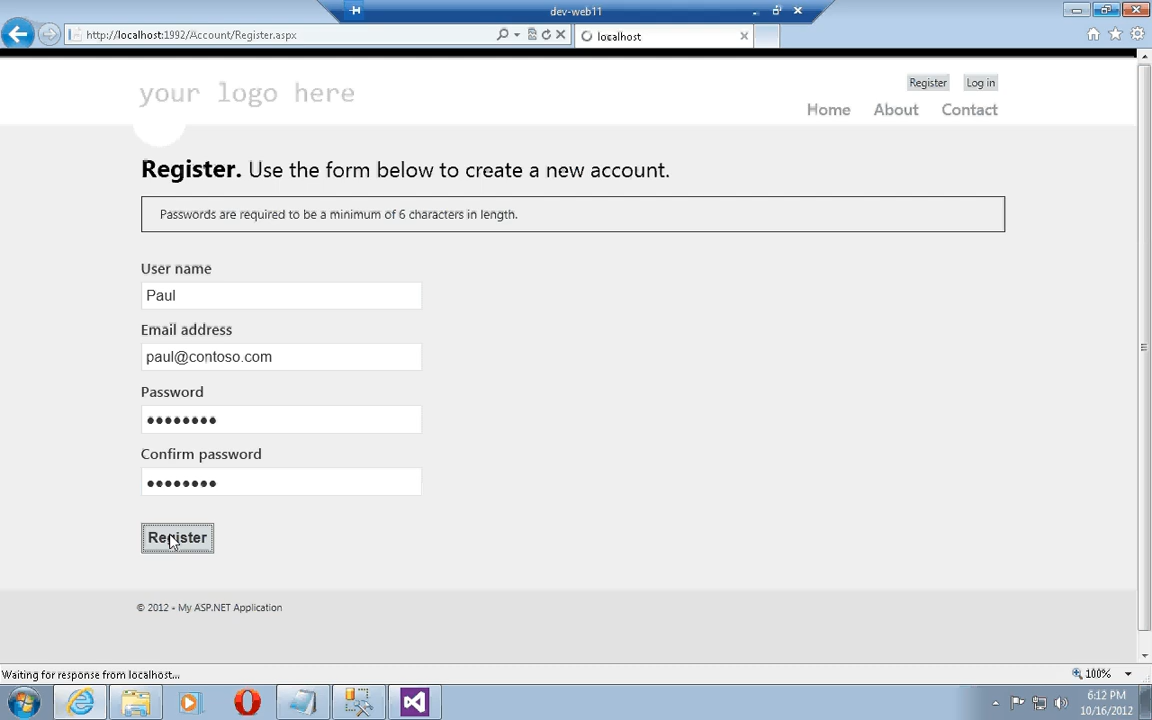 dev-web11
http://localhost:1992/Account/Register.aspx
localhost
your logo here
Register
Log in
Home
About
Contact
Register. Use the form below to create a new account.
Passwords are required to be a minimum of 6 characters in length.
User name
Paul
Email address
paul@contoso.com
Password
••••••••
Confirm password
••••••••
Register
© 2012 - My ASP.NET Application
Waiting for response from localhost...
100%
6:12 PM
10/16/2012